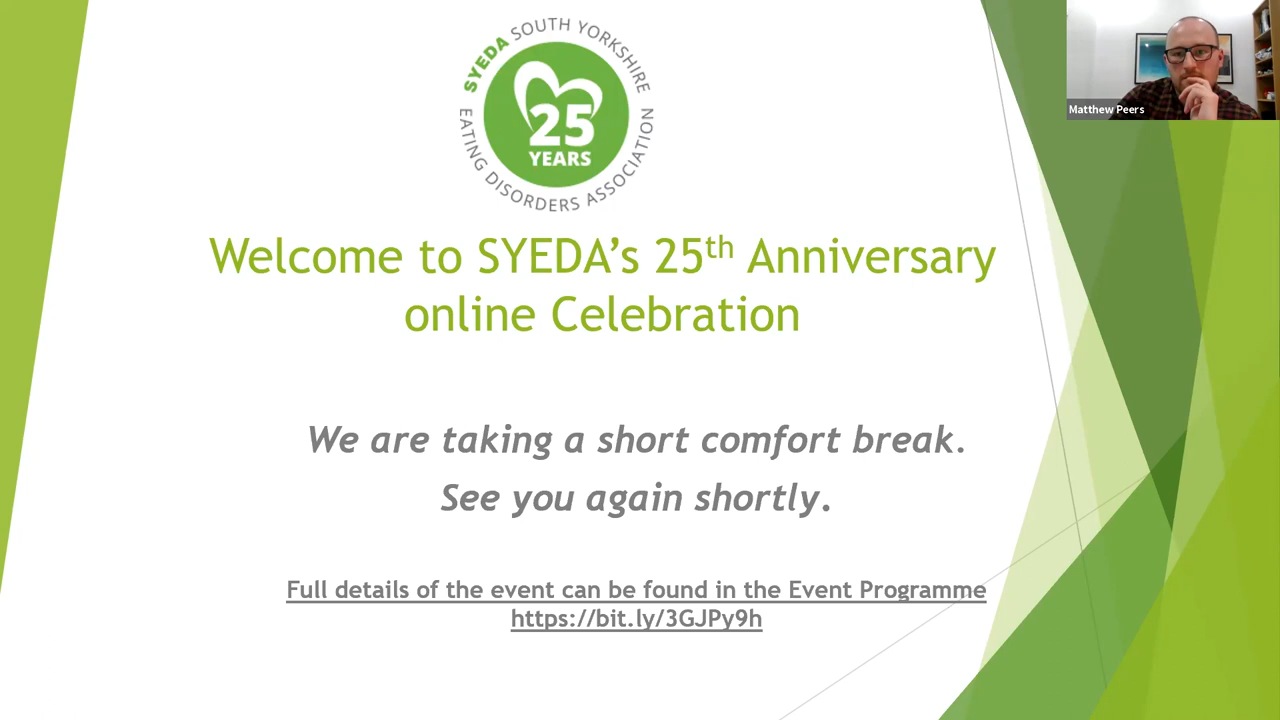 SYEDA SOUTH YORKSHIRE
EATING DISORDERS ASSOCIATION
25
YEARS
Matthew Peers
Welcome to SYEDA’s 25th Anniversary
online Celebration
We are taking a short comfort break.
See you again shortly.
Full details of the event can be found in the Event Programme
https://bit.ly/3GJPy9h